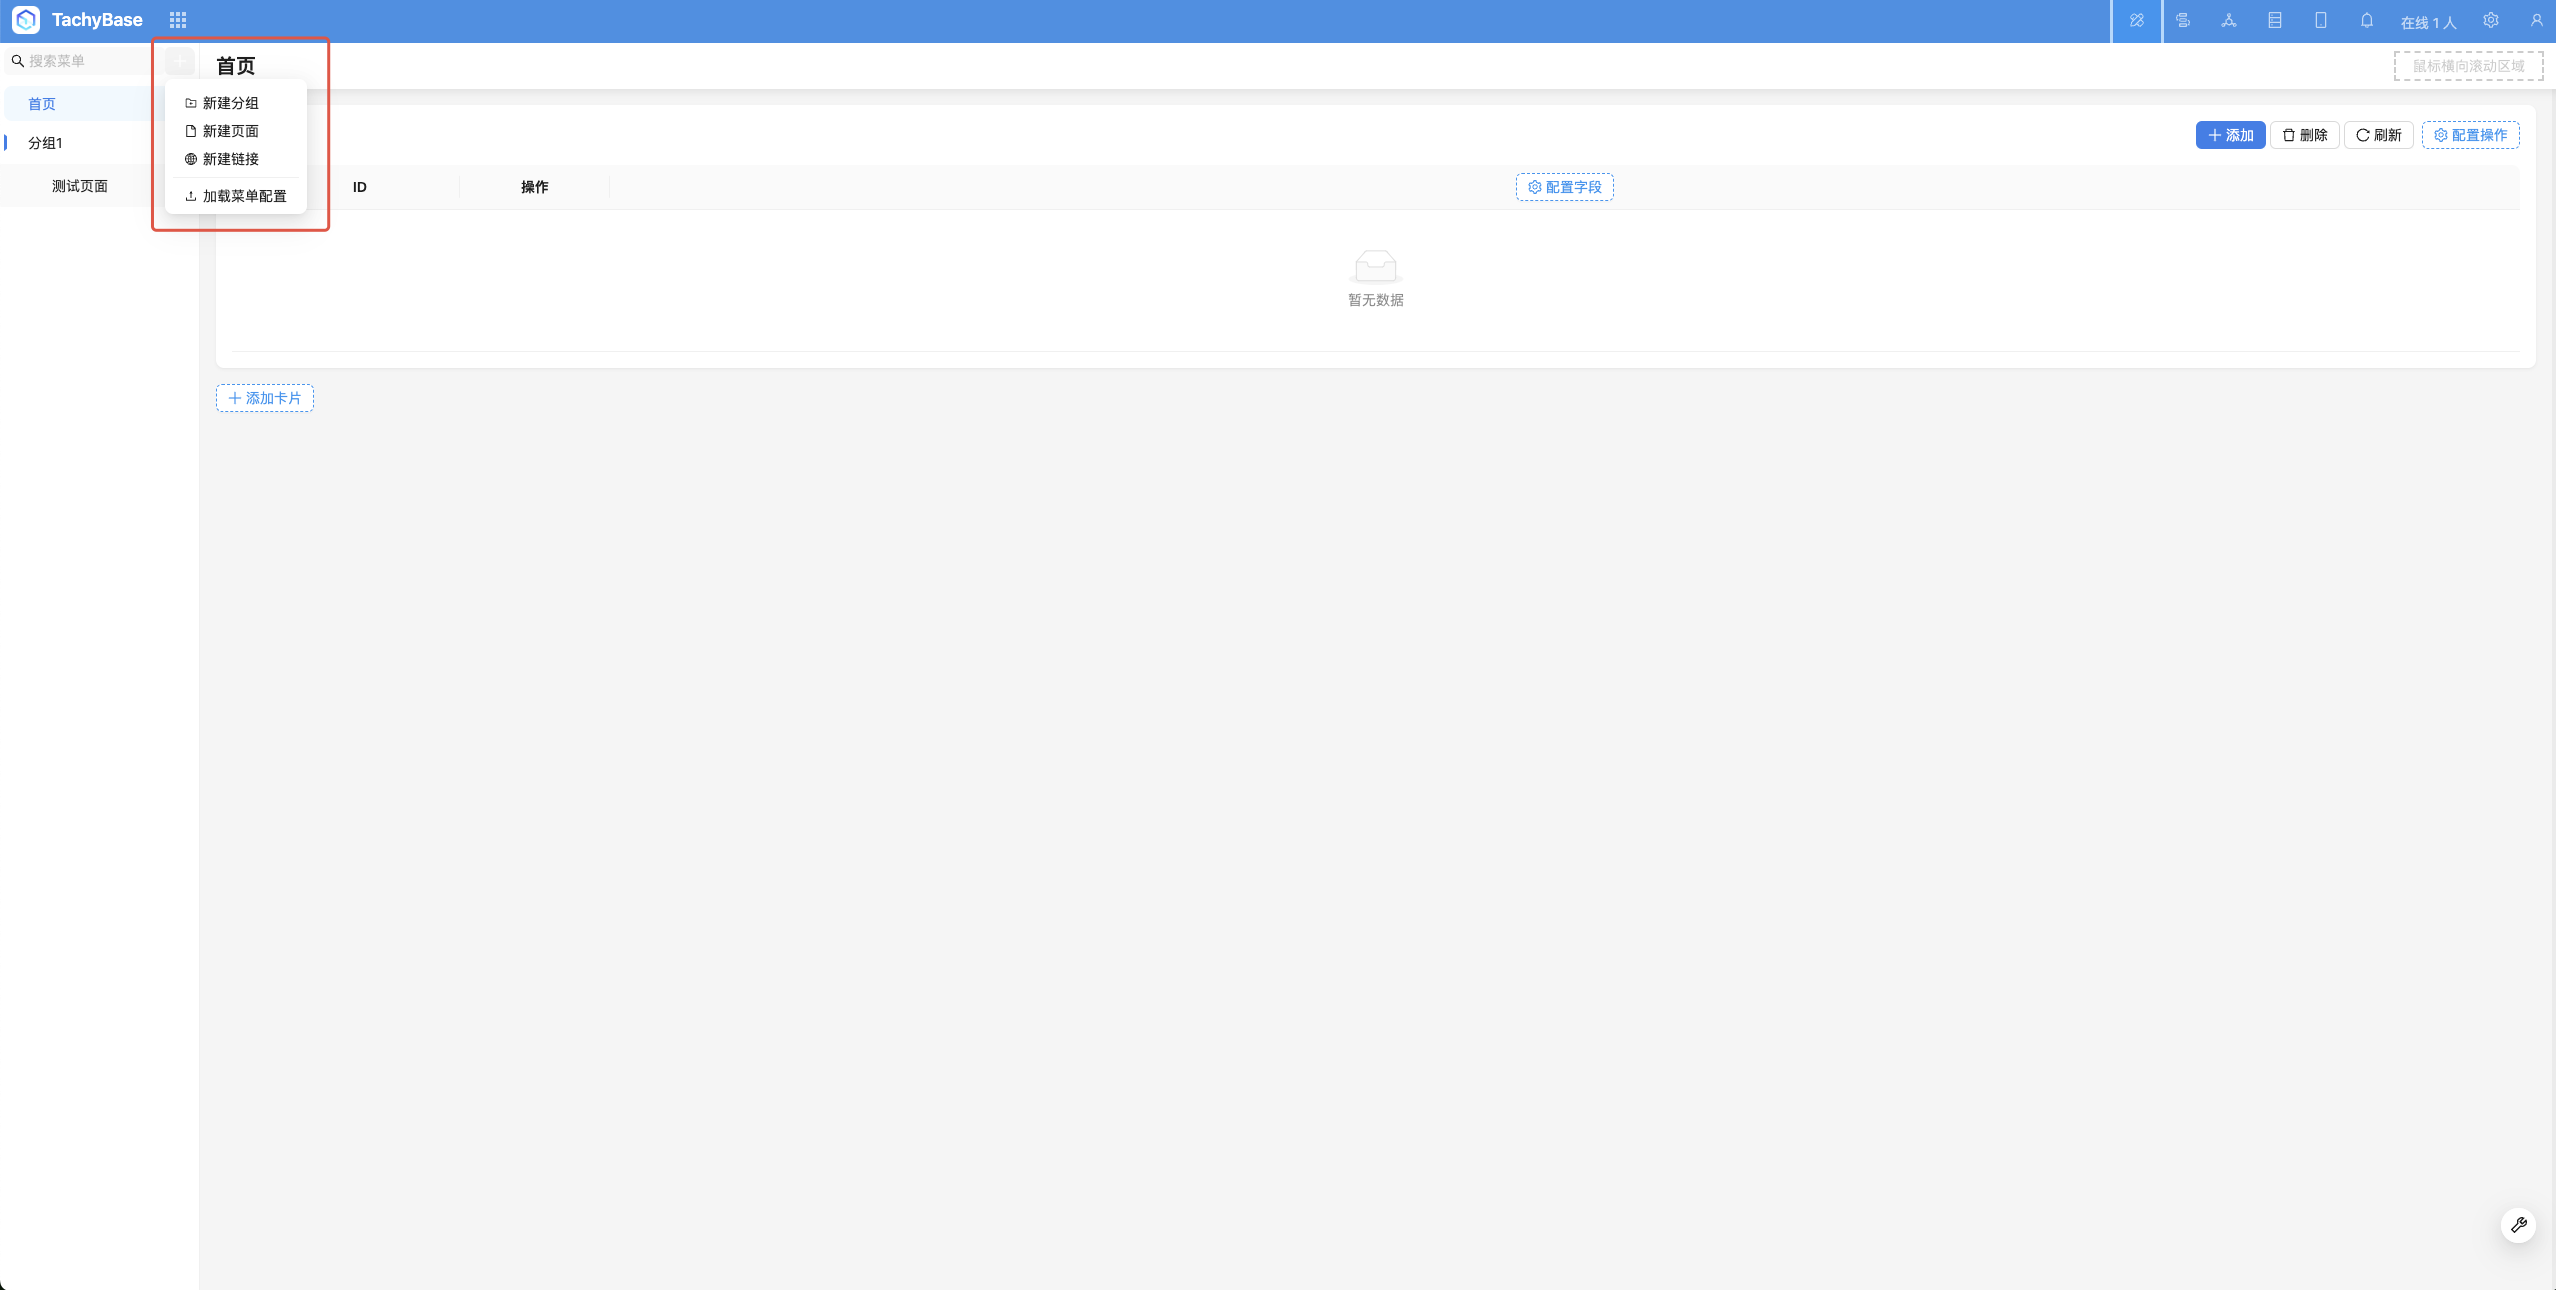 TachyBase
在线 1 人
搜索菜单
首页
鼠标横向滚动区域
首页
分组1
测试页面
新建分组
新建页面
新建链接
加载菜单配置
添加
删除
刷新
配置操作
ID
操作
配置字段
暂无数据
添加卡片